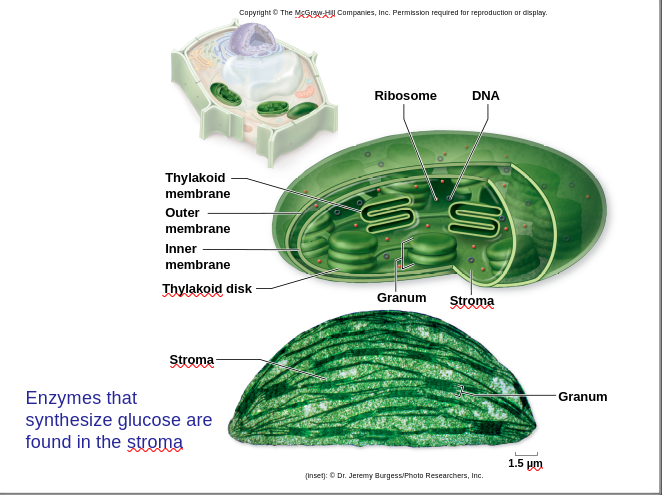 Copyright © The McGraw-Hill Companies, Inc. Permission required for reproduction or display.
Ribosome
DNA
Thylakoid
membrane
Outer
membrane
Inner
membrane
Thylakoid disk
Granum
Stroma
Stroma
Granum
Enzymes that
synthesize glucose are
found in the stroma
1.5 µm
(inset): © Dr. Jeremy Burgess/Photo Researchers, Inc.